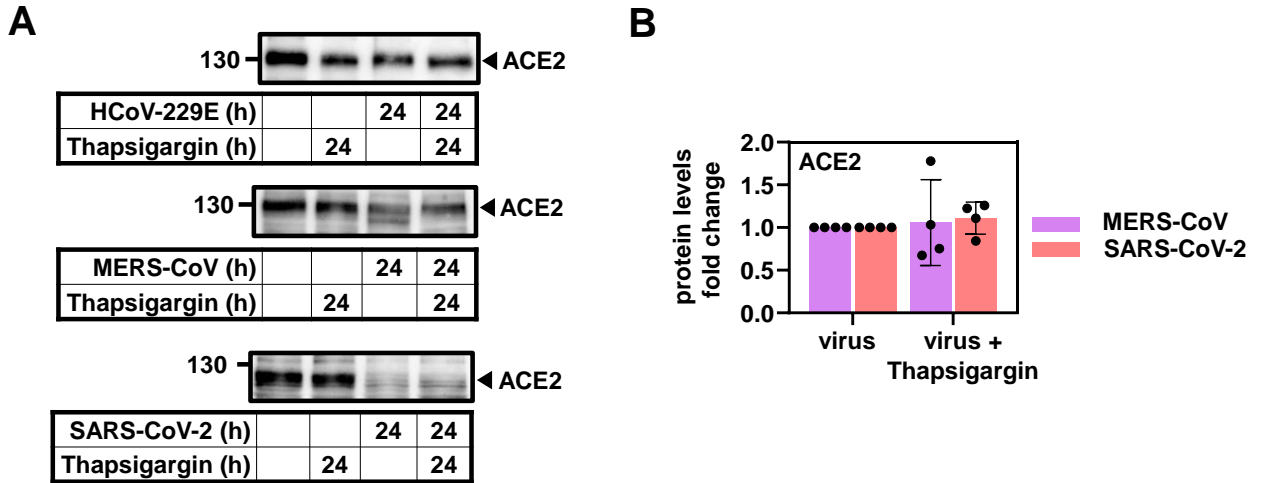 A
130
ACE2
HCoV-229E (h) 24 24
Thapsigargin (h) 24 24
130
ACE2
MERS-CoV (h) 24 24
Thapsigargin (h) 24 24
130
ACE2
SARS-CoV-2 (h) 24 24
Thapsigargin (h) 24 24
B
protein levels
fold change
2.0
1.5
1.0
0.5
0.0
ACE2
virus
virus +
Thapsigargin
MERS-CoV
SARS-CoV-2